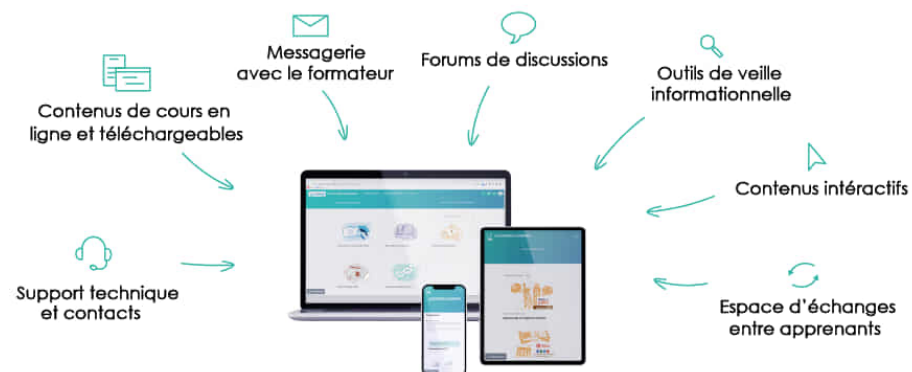 Messagerie
avec le formateur
Forums de discussions
Outils de veille
informationnelle
Contenus de cours en
ligne et téléchargeables
Contenus intéractifs
Support technique
et contacts
Espace d'échanges
entre apprenants